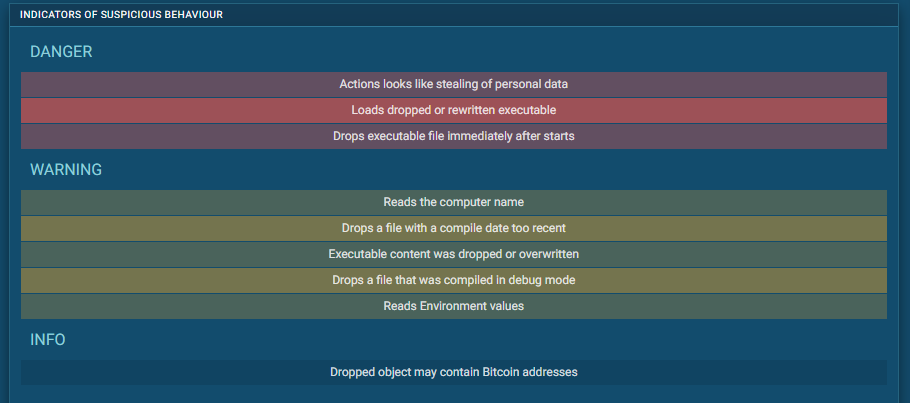 INDICATORS OF SUSPICIOUS BEHAVIOUR
DANGER
Actions looks like stealing of personal data
Loads dropped or rewritten executable
Drops executable file immediately after starts
WARNING
Reads the computer name
Drops a file with a compile date too recent
Executable content was dropped or overwritten
Drops a file that was compiled in debug mode
Reads Environment values
INFO
Dropped object may contain Bitcoin addresses